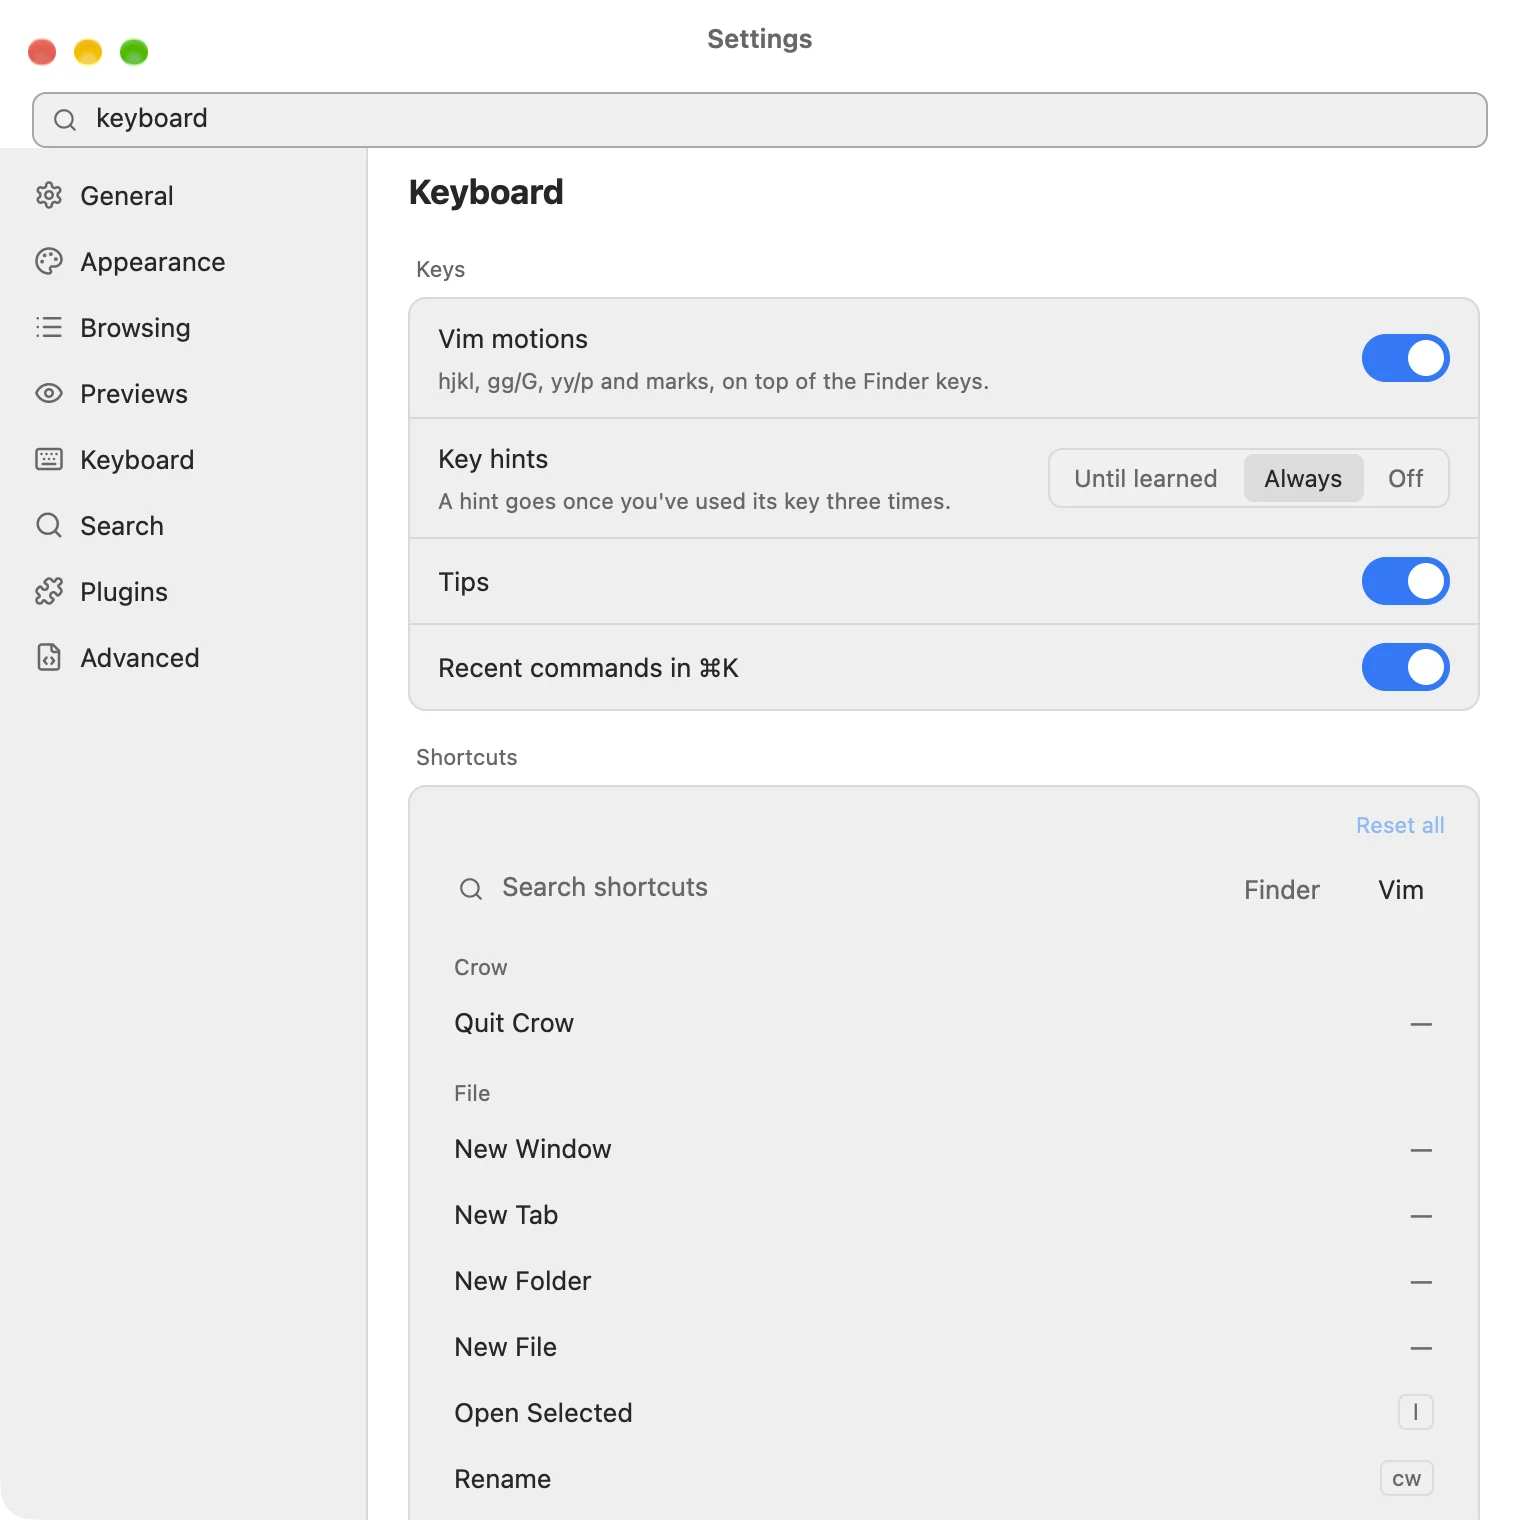 Settings
keyboard
General
Appearance
Browsing
Previews
Keyboard
Search
Plugins
Advanced
Keyboard
Keys
Vim motions
hjkl, gg/G, yy/p and marks, on top of the Finder keys.
Key hints
A hint goes once you've used its key three times.
Until learned Always Off
Tips
Recent commands in ⌘K
Shortcuts
Reset all
Search shortcuts
Finder Vim
Crow
Quit Crow —
File
New Window —
New Tab —
New Folder —
New File —
Open Selected l
Rename cw